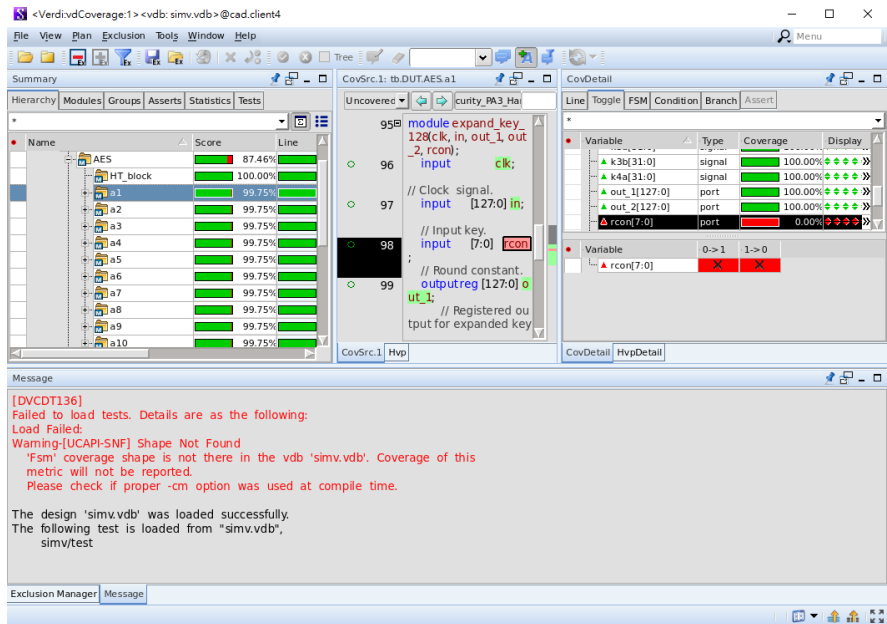 <Verdi:vdCoverage:1><vdb: simv.vdb>@cad.client4
File View Plan Exclusion Tools Window Help
Menu
Tree
Summary
CovSrc.1: tb.DUT.AES.a1
CovDetail
Hierarchy Modules Groups Asserts Statistics Tests
Uncovered
curity_PA3_Har
Line Toggle FSM Condition Branch Assert
*
*
Name Score Line
AES 87.46%
HT_block 100.00%
a1 99.75%
a2 99.75%
a3 99.75%
a4 99.75%
a5 99.75%
a6 99.75%
a7 99.75%
a8 99.75%
a9 99.75%
a10 99.75%
95 module expand_key_
128(clk, in, out_1, out
_2, rcon);
96 input clk;
// Clock signal.
97 input [127:0] in;
// Input key.
98 input [7:0] rcon
;
// Round constant.
99 output reg [127:0] o
ut_1;
// Registered ou
tput for expanded key
CovSrc.1 Hvp
Variable Type Coverage Display
k3b[31:0] signal 100.00%
k4a[31:0] signal 100.00%
out_1[127:0] port 100.00%
out_2[127:0] port 100.00%
rcon[7:0] port 0.00%
Variable 0->1 1->0
rcon[7:0]
CovDetail HvpDetail
Message
[DVCDT136]
Failed to load tests. Details are as the following:
Load Failed:
Warning-[UCAPI-SNF] Shape Not Found
'Fsm' coverage shape is not there in the vdb 'simv.vdb'. Coverage of this
metric will not be reported.
Please check if proper -cm option was used at compile time.
The design 'simv.vdb' was loaded successfully.
The following test is loaded from "simv.vdb",
simv/test
Exclusion Manager Message